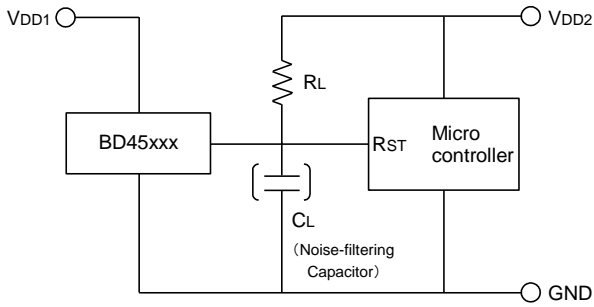 VDD1
VDD2
RL
BD45xxx
RST
Micro
controller
CL
（Noise-filtering
Capacitor）
GND